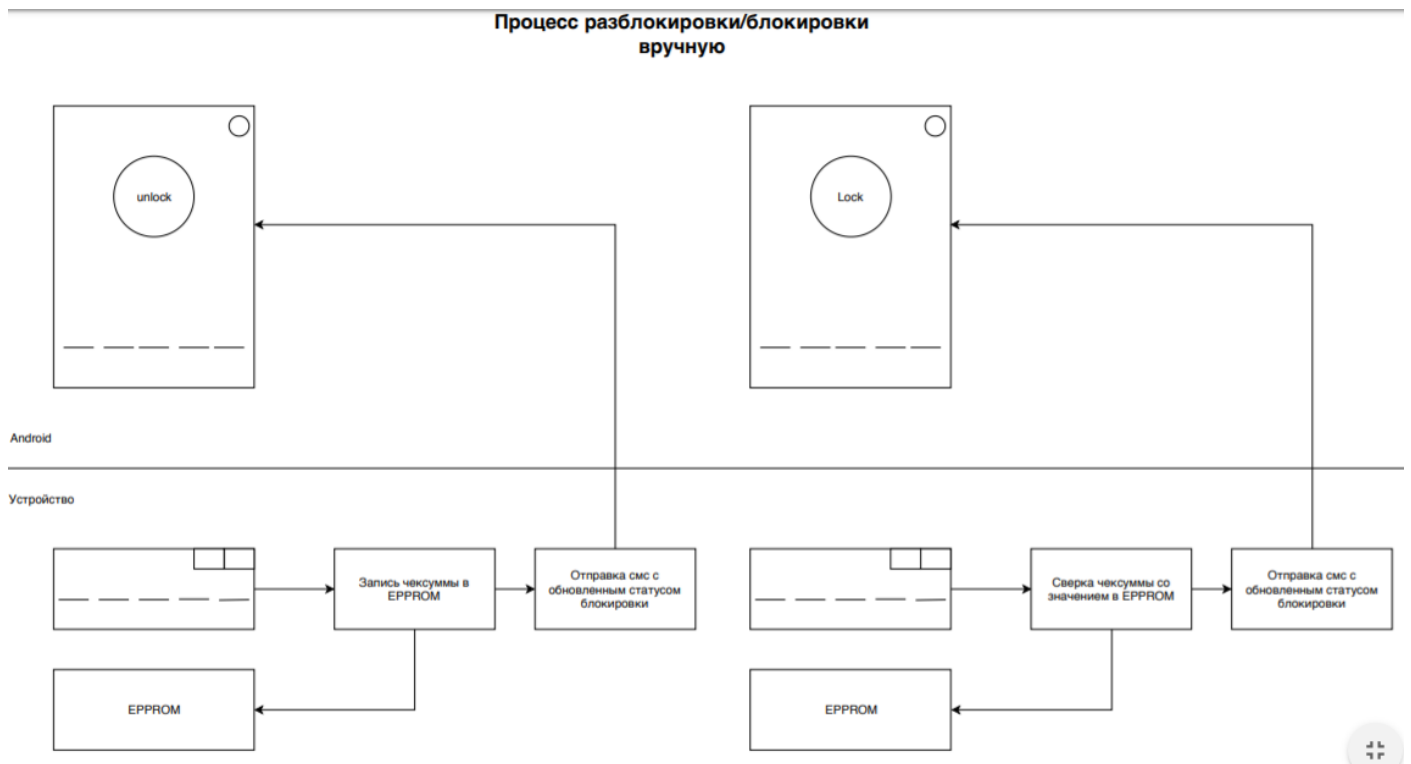 Процесс разблокировки/блокировки
вручную
unlock
Lock
Android
Устройство
Запись чексуммы в
EPPROM
Отправка смс с
обновленным статусом
блокировки
Сверка чексуммы со
значением в EPPROM
Отправка смс с
обновленным статусом
блокировки
EPPROM
EPPROM